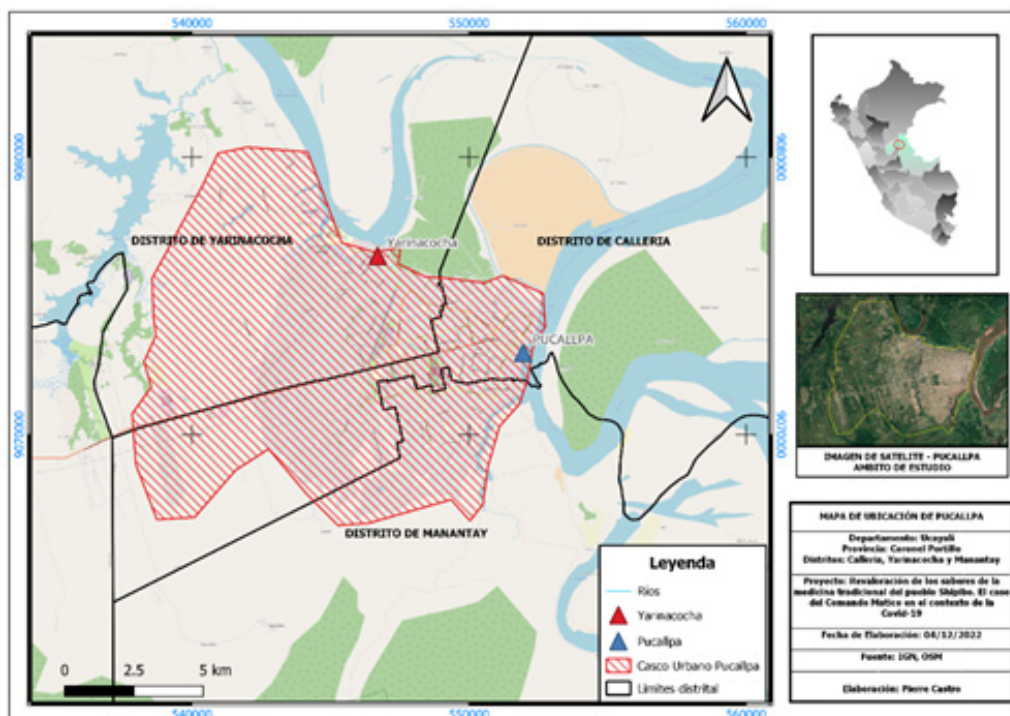 540000
550000
560000
9080000
9080000
DISTRITO DE YARINACOCHA
Yarinacocha
DISTRITO DE CALLERIA
PUCALLPA
9070000
9070000
DISTRITO DE MANANTAY
0 2.5 5 km
Leyenda
Ríos
Yarinacocha
Pucallpa
Casco Urbano Pucallpa
Limites distrital
540000
550000
560000
IMAGEN DE SATELITE - PUCALLPA
AMBITO DE ESTUDIO
MAPA DE UBICACIÓN DE PUCALLPA
Departamento: Ucayali
Provincia: Coronel Portillo
Distritos: Calleria, Yarinacocha y Manantay
Proyecto: Revaloración de los saberes de la
medicina tradicional del pueblo Shipibo. El caso
del Comando Matico en el contexto de la
Covid-19
Fecha de Elaboración: 04/12/2022
Fuente: IGN, OSM
Elaboración: Pierre Castro